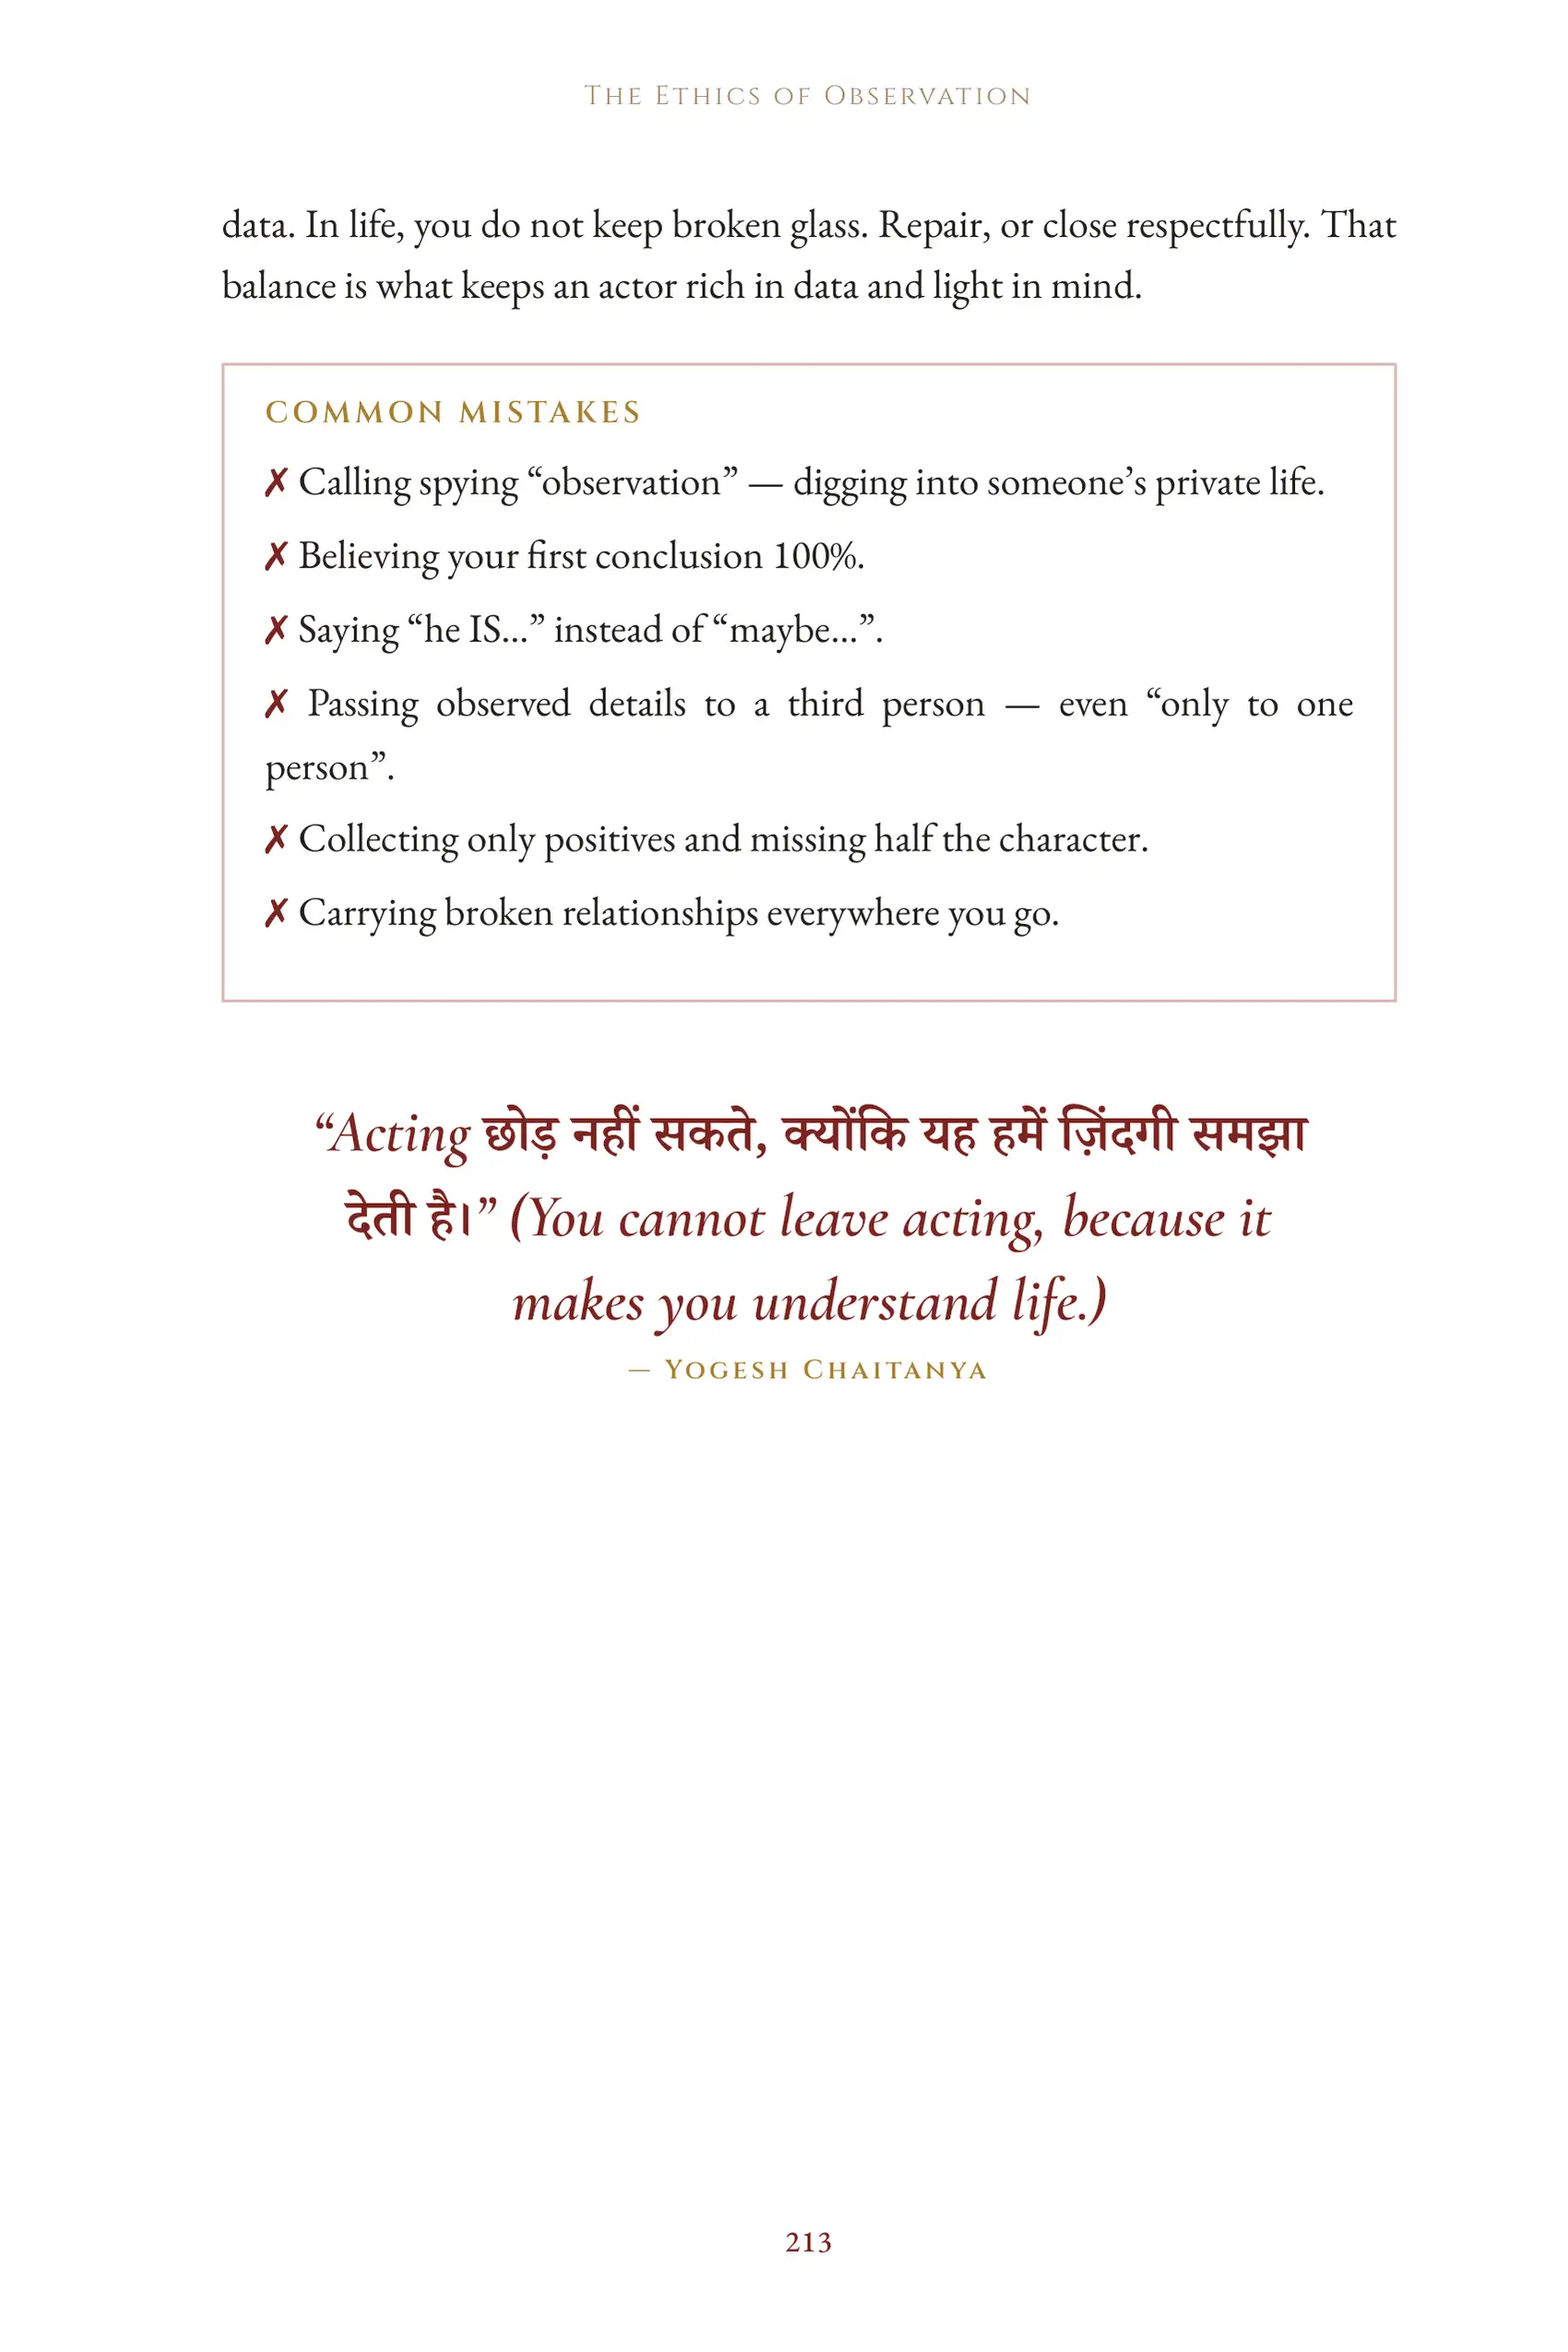 The Ethics of Observation
data. In life, you do not keep broken glass. Repair, or close respectfully. That
balance is what keeps an actor rich in data and light in mind.
COMMON MISTAKES
✗ Calling spying “observation” — digging into someone’s private life.
✗ Believing your first conclusion 100%.
✗ Saying “he IS...” instead of “maybe...”.
✗ Passing observed details to a third person — even “only to one
person”.
✗ Collecting only positives and missing half the character.
✗ Carrying broken relationships everywhere you go.
“Acting छोड़ नहीं सकते, क्योंकि यह हमें ज़िंदगी समझा
देती है।” (You cannot leave acting, because it
makes you understand life.)
— Yogesh Chaitanya
213